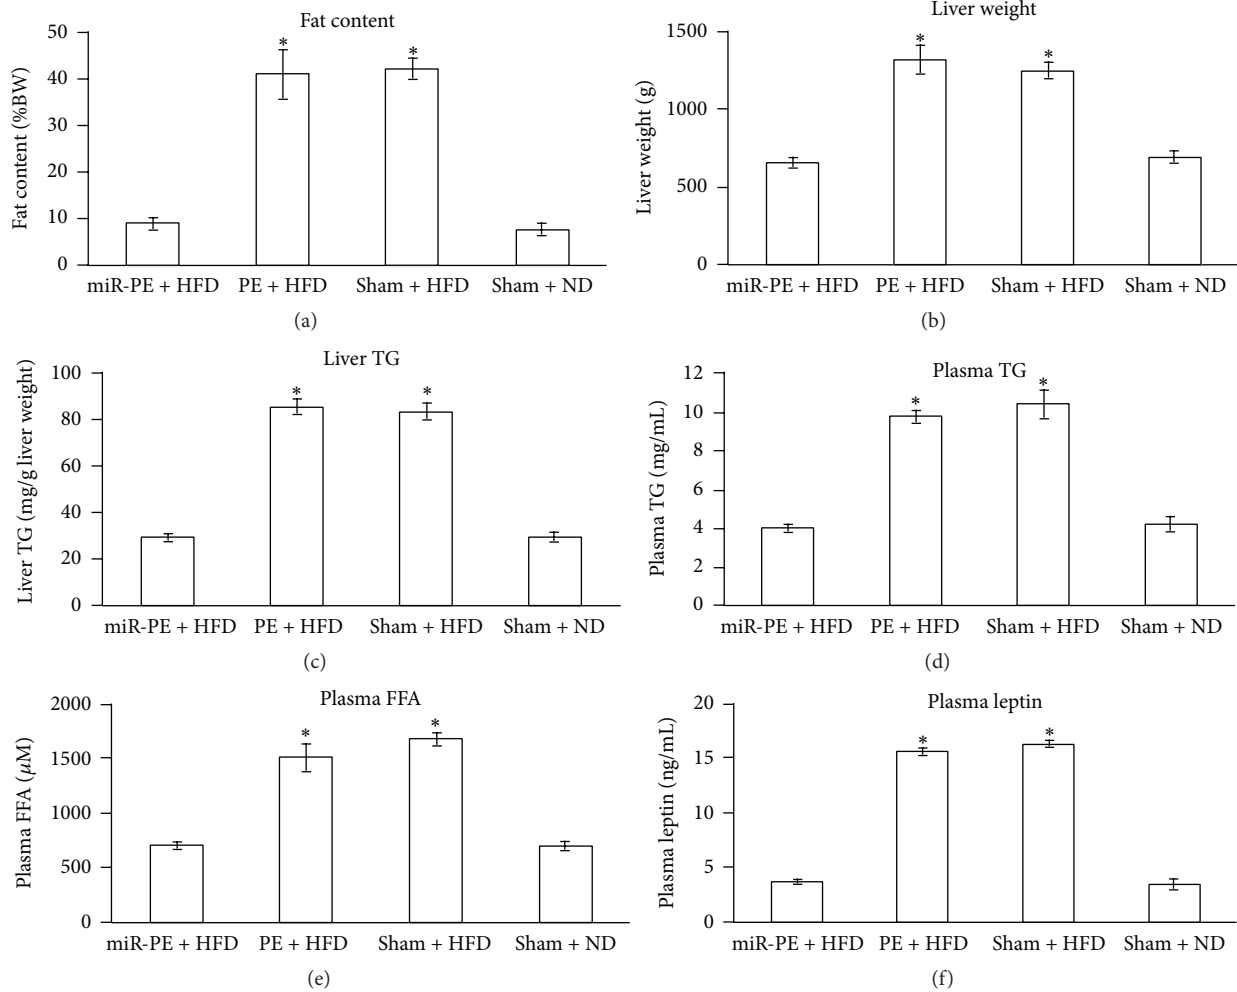 Fat content
Fat content (%BW)
50
40
30
20
10
0
*
*
miR-PE + HFD
PE + HFD
Sham + HFD
Sham + ND
(a)
Liver weight
Liver weight (g)
1500
1000
500
0
*
*
miR-PE + HFD
PE + HFD
Sham + HFD
Sham + ND
(b)
Liver TG
Liver TG (mg/g liver weight)
100
80
60
40
20
0
*
*
miR-PE + HFD
PE + HFD
Sham + HFD
Sham + ND
(c)
Plasma TG
Plasma TG (mg/mL)
12
10
8
6
4
2
0
*
*
miR-PE + HFD
PE + HFD
Sham + HFD
Sham + ND
(d)
Plasma FFA
Plasma FFA (µM)
2000
1500
1000
500
0
*
*
miR-PE + HFD
PE + HFD
Sham + HFD
Sham + ND
(e)
Plasma leptin
Plasma leptin (ng/mL)
20
15
10
5
0
*
*
miR-PE + HFD
PE + HFD
Sham + HFD
Sham + ND
(f)